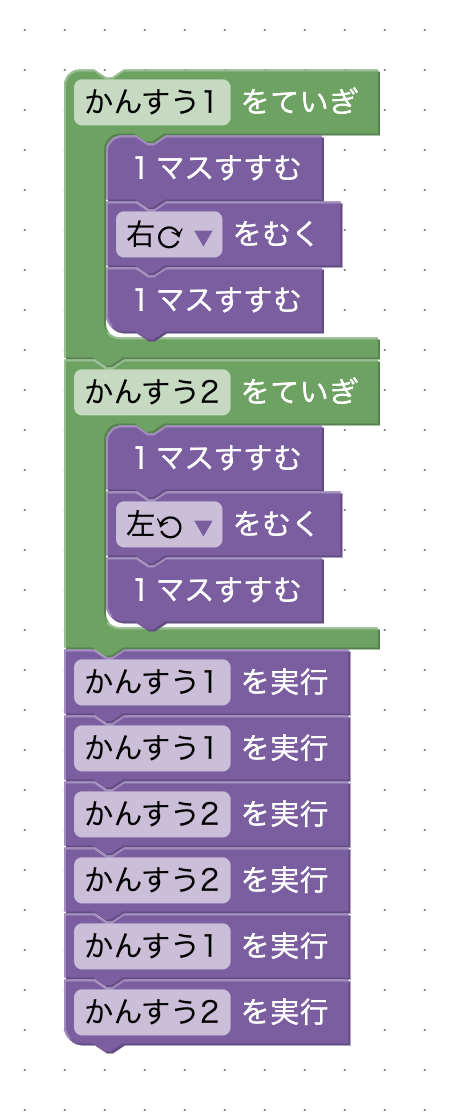 かんすう1 をていぎ
1 マスすすむ
右⟳ ▼ をむく
1 マスすすむ
かんすう2 をていぎ
1 マスすすむ
左⟲ ▼ をむく
1 マスすすむ
かんすう1 を実行
かんすう1 を実行
かんすう2 を実行
かんすう2 を実行
かんすう1 を実行
かんすう2 を実行